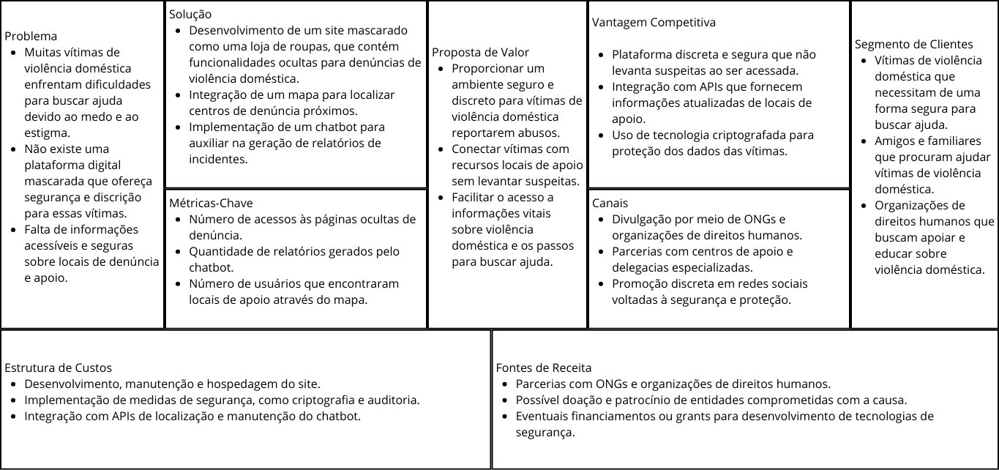 Problema
• Muitas vítimas de
violência doméstica
enfrentam dificuldades
para buscar ajuda
devido ao medo e ao
estigma.
• Não existe uma
plataforma digital
mascarada que ofereça
segurança e discrição
para essas vítimas.
• Falta de informações
acessíveis e seguras
sobre locais de denúncia
e apoio.
Solução
• Desenvolvimento de um site mascarado
como uma loja de roupas, que contém
funcionalidades ocultas para denúncias de
violência doméstica.
• Integração de um mapa para localizar
centros de denúncia próximos.
• Implementação de um chatbot para
auxiliar na geração de relatórios de
incidentes.
Métricas-Chave
• Número de acessos às páginas ocultas de
denúncia.
• Quantidade de relatórios gerados pelo
chatbot.
• Número de usuários que encontraram
locais de apoio através do mapa.
Proposta de Valor
• Proporcionar um
ambiente seguro e
discreto para vítimas de
violência doméstica
reportarem abusos.
• Conectar vítimas com
recursos locais de apoio
sem levantar suspeitas.
• Facilitar o acesso a
informações vitais
sobre violência
doméstica e os passos
para buscar ajuda.
Vantagem Competitiva
• Plataforma discreta e segura que não
levanta suspeitas ao ser acessada.
• Integração com APIs que fornecem
informações atualizadas de locais de
apoio.
• Uso de tecnologia criptografada para
proteção dos dados das vítimas.
Canais
• Divulgação por meio de ONGs e
organizações de direitos humanos.
• Parcerias com centros de apoio e
delegacias especializadas.
• Promoção discreta em redes sociais
voltadas à segurança e proteção.
Segmento de Clientes
• Vítimas de violência
doméstica que
necessitam de uma
forma segura para
buscar ajuda.
• Amigos e familiares
que procuram ajudar
vítimas de violência
doméstica.
• Organizações de
direitos humanos que
buscam apoiar e
educar sobre
violência doméstica.
Estrutura de Custos
• Desenvolvimento, manutenção e hospedagem do site.
• Implementação de medidas de segurança, como criptografia e auditoria.
• Integração com APIs de localização e manutenção do chatbot.
Fontes de Receita
• Parcerias com ONGs e organizações de direitos humanos.
• Possível doação e patrocínio de entidades comprometidas com a causa.
• Eventuais financiamentos ou grants para desenvolvimento de tecnologias de
segurança.